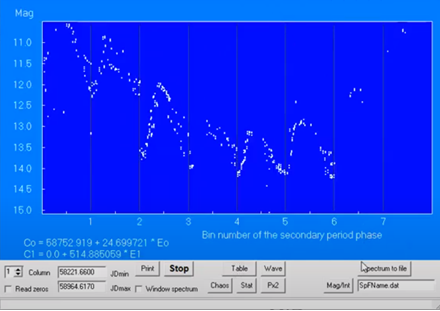 Mag
11.0
11.5
12.0
12.5
13.0
13.5
14.0
14.5
15.0
1 2 3 4 5 6 7
Bin number of the secondary period phase
Co = 58752.919 + 24.699721 * Eo
C1 = 0.0 + 514.885059 * E1
1 Column 58221.6600 JDmin Print Stop Table Wave Spectrum to file
Read zeros 58964.6170 JDmax Window spectrum Chaos Stat Px2 Mag/Int SpFName.dat